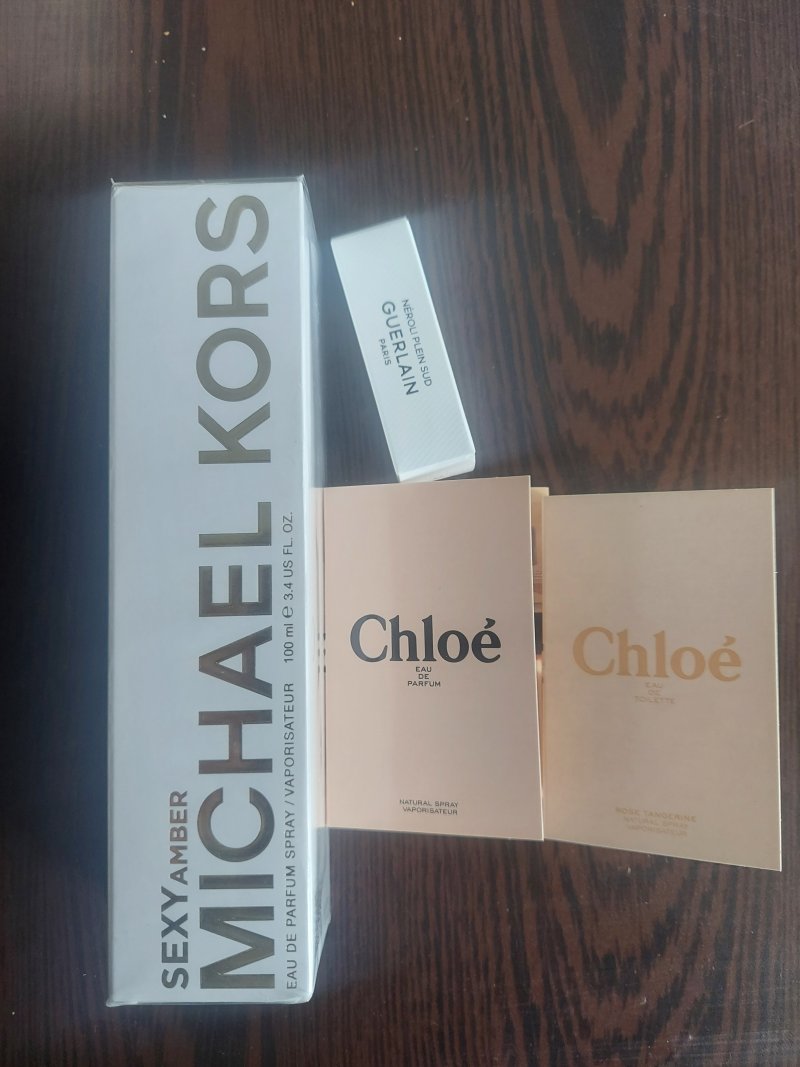 SEXY AMBER
MICHAEL KORS
EAU DE PARFUM SPRAY / VAPORISATEUR 100 ml ℮ 3.4 US FL. OZ.
NÉROLI PLEIN SUD
GUERLAIN
PARIS
Chloé
EAU
DE
PARFUM
NATURAL SPRAY
VAPORISATEUR
Chloé
EAU
DE
TOILETTE
ROSE TANGERINE
NATURAL SPRAY
VAPORISATEUR